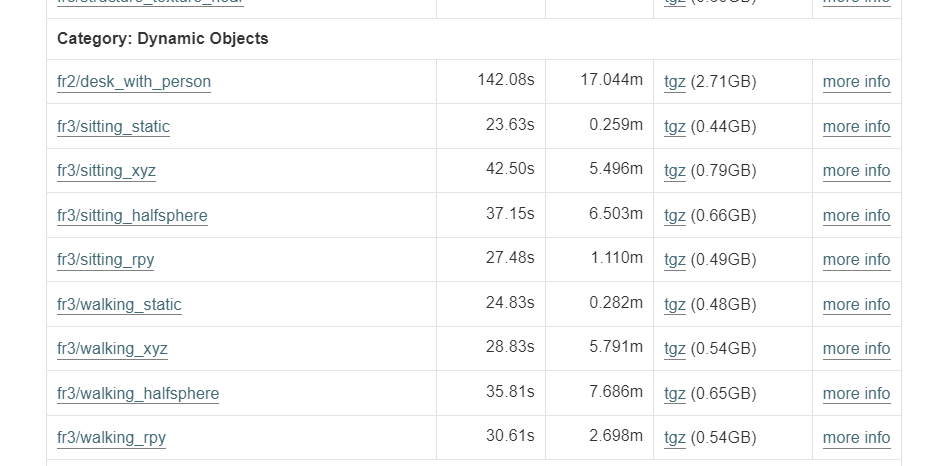 Category: Dynamic Objects
fr2/desk_with_person 142.08s 17.044m tgz (2.71GB) more info
fr3/sitting_static 23.63s 0.259m tgz (0.44GB) more info
fr3/sitting_xyz 42.50s 5.496m tgz (0.79GB) more info
fr3/sitting_halfsphere 37.15s 6.503m tgz (0.66GB) more info
fr3/sitting_rpy 27.48s 1.110m tgz (0.49GB) more info
fr3/walking_static 24.83s 0.282m tgz (0.48GB) more info
fr3/walking_xyz 28.83s 5.791m tgz (0.54GB) more info
fr3/walking_halfsphere 35.81s 7.686m tgz (0.65GB) more info
fr3/walking_rpy 30.61s 2.698m tgz (0.54GB) more info